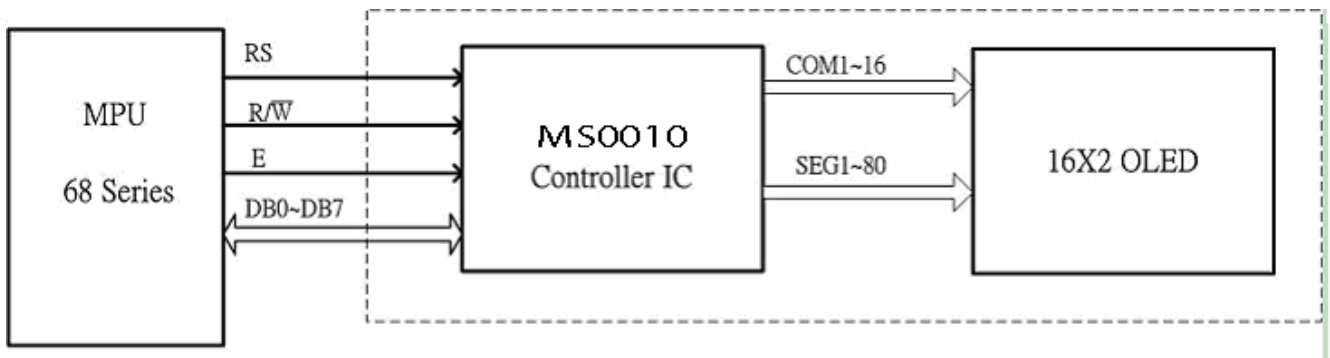 MPU
68 Series
RS
R/W̅
E
DB0~DB7
MS0010
Controller IC
COM1~16
SEG1~80
16X2 OLED